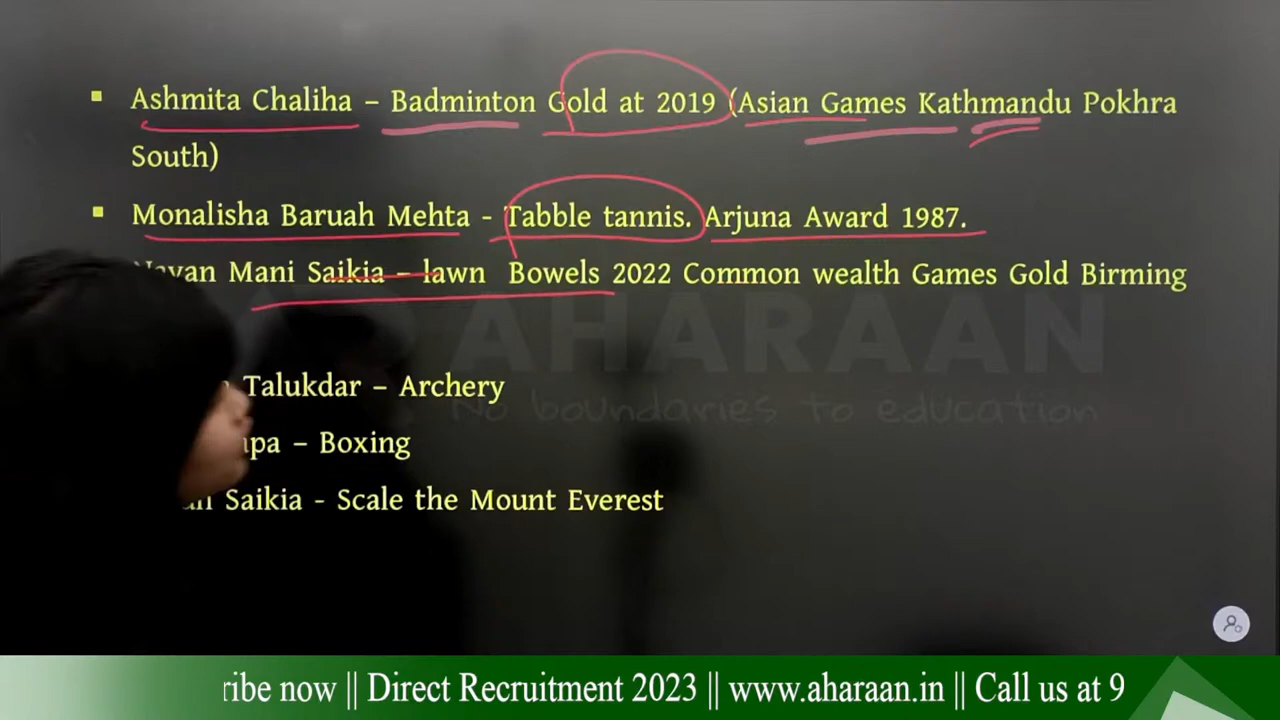 ▪ Ashmita Chaliha – Badminton Gold at 2019 (Asian Games Kathmandu Pokhra
South)
▪ Monalisha Baruah Mehta - Tabble tannis. Arjuna Award 1987.
Mani Saikia – lawn Bowels 2022 Common wealth Games Gold Birming
AHARAAN
Talukdar – Archery
No boundaries to education
– Boxing
Saikia - Scale the Mount Everest
now || Direct Recruitment 2023 || www.aharaan.in || Call us at 9